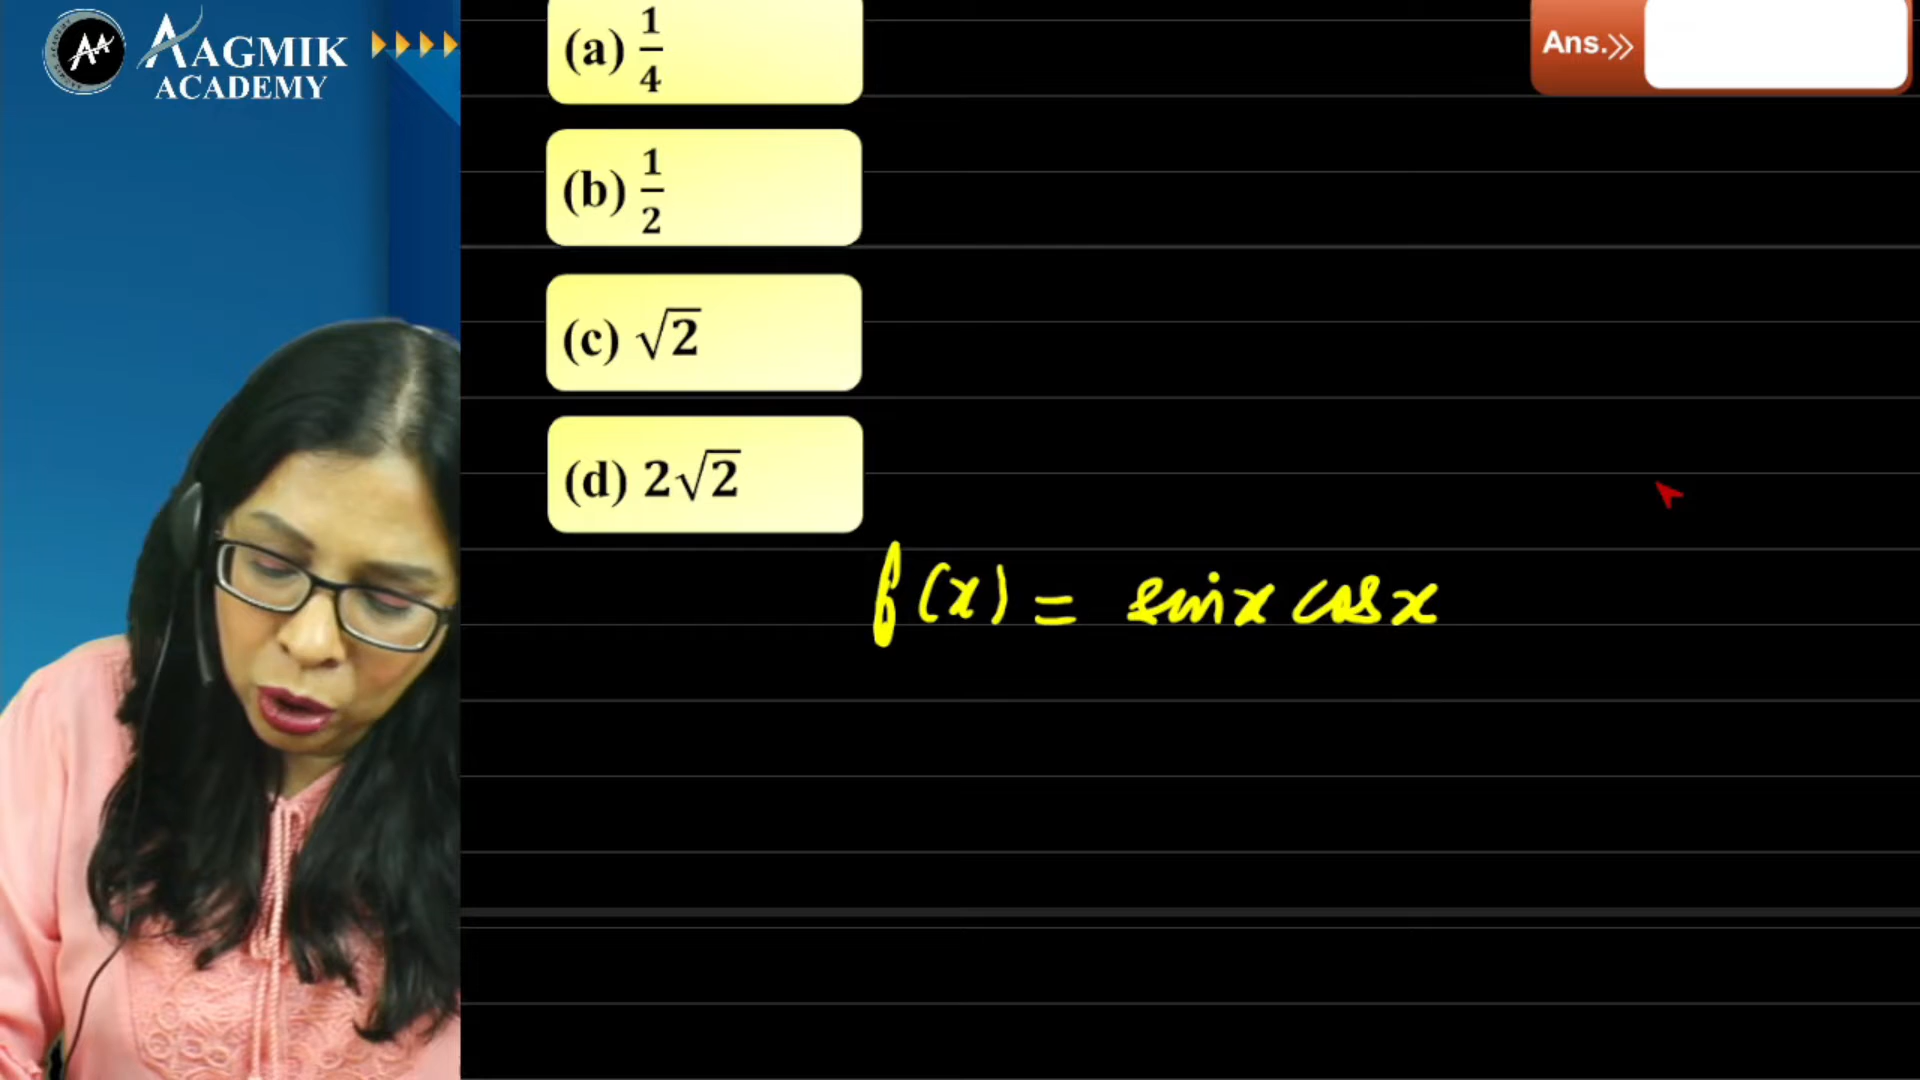 AAGMIK
ACADEMY
(a) 1/4
Ans.
(b) 1/2
(c) √2
(d) 2√2
f(x) = sinx cosx